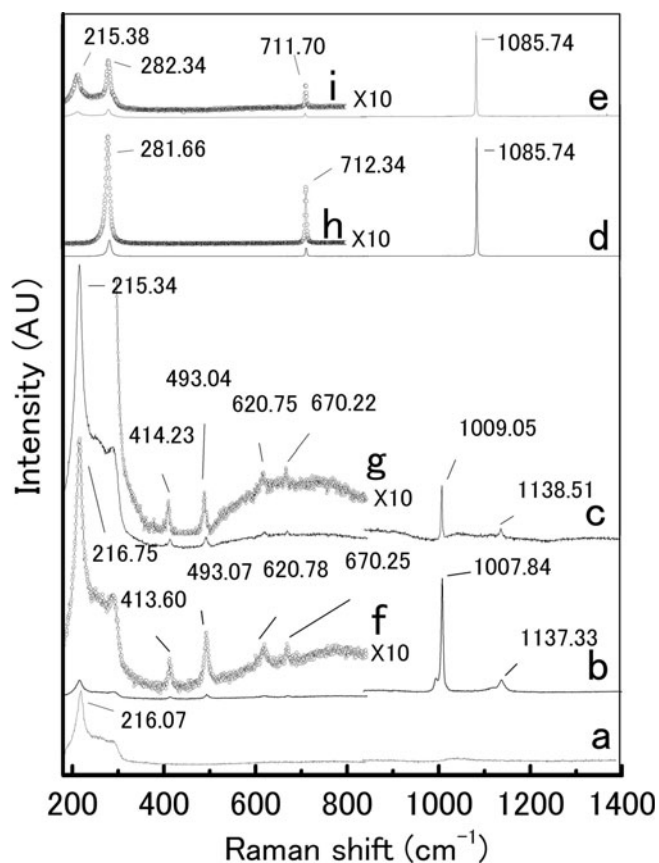 215.38
282.34
711.70
1085.74
i
X10
e
281.66
712.34
1085.74
h
X10
d
215.34
493.04
620.75
670.22
414.23
1009.05
g
X10
1138.51
c
216.75
493.07
620.78
670.25
1007.84
413.60
f
X10
1137.33
b
216.07
a
Intensity (AU)
200 400 600 800 1000 1200 1400
Raman shift (cm⁻¹)